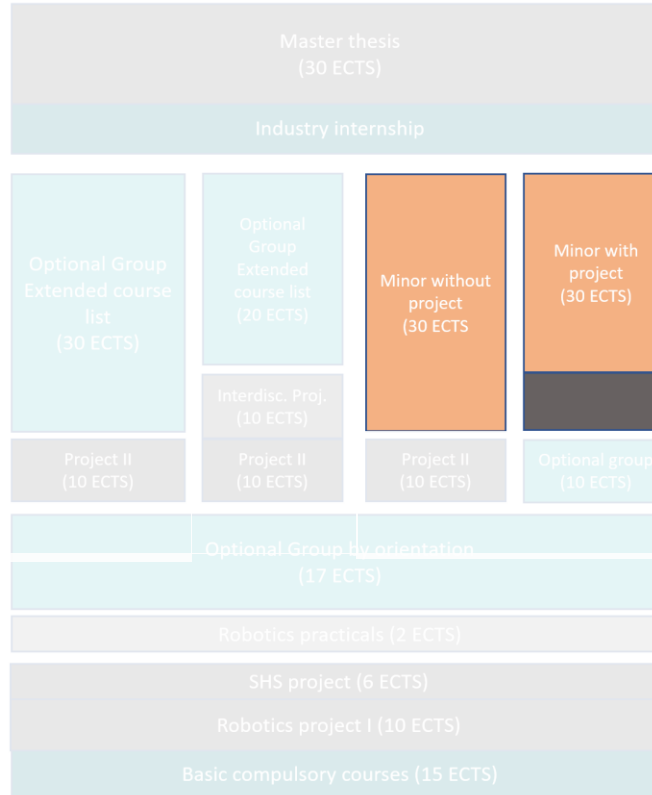 Master thesis
(30 ECTS)
Industry internship
Optional Group
Extended course
list
(30 ECTS)
Optional
Group
Extended
course list
(20 ECTS)
Interdisc. Proj.
(10 ECTS)
Minor without
project
(30 ECTS
Minor with
project
(30 ECTS)
Project II
(10 ECTS)
Project II
(10 ECTS)
Project II
(10 ECTS)
Optional group
(10 ECTS)
Optional Group by orientation
(17 ECTS)
Robotics practicals (2 ECTS)
SHS project (6 ECTS)
Robotics project I (10 ECTS)
Basic compulsory courses (15 ECTS)